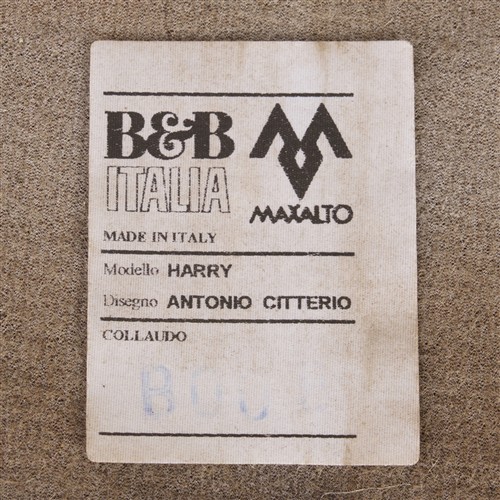 B&B
ITALIA
MAXALTO
MADE IN ITALY
Modello HARRY
Disegno ANTONIO CITTERIO
COLLAUDO